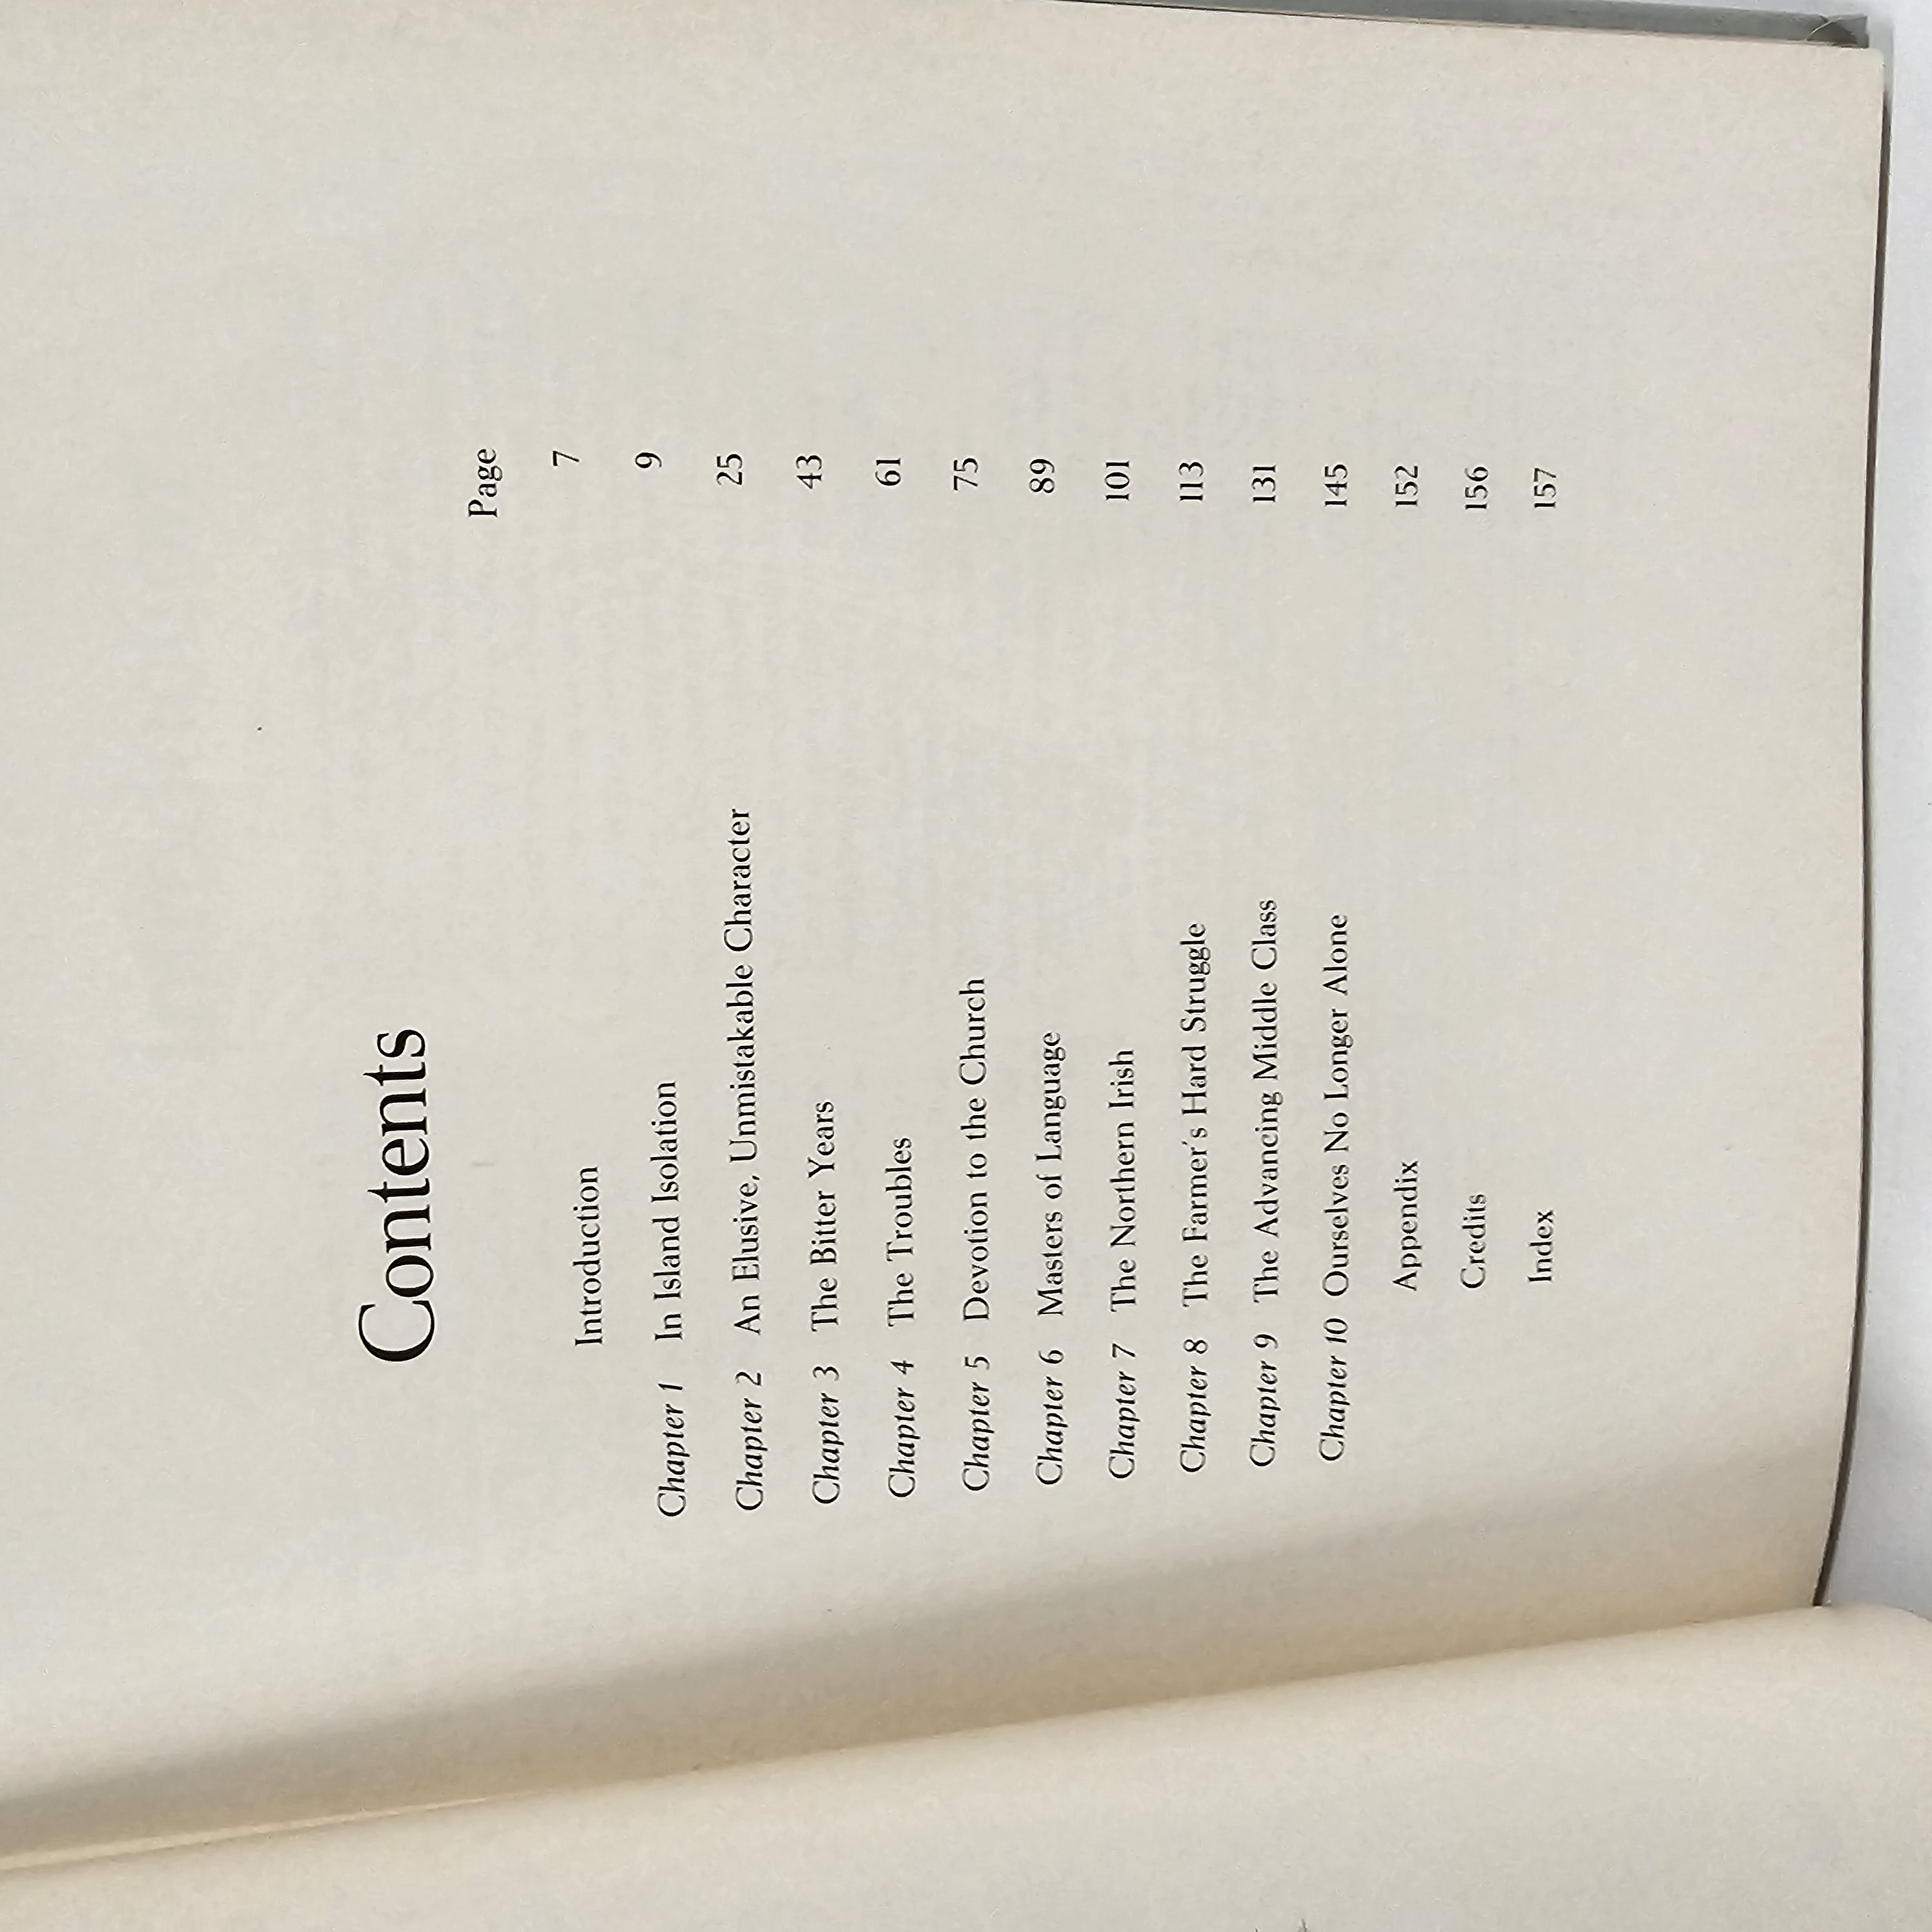 Contents
Page
Introduction 7
Chapter 1 In Island Isolation 9
Chapter 2 An Elusive, Unmistakable Character 25
Chapter 3 The Bitter Years 43
Chapter 4 The Troubles 61
Chapter 5 Devotion to the Church 75
Chapter 6 Masters of Language 89
Chapter 7 The Northern Irish 101
Chapter 8 The Farmer's Hard Struggle 113
Chapter 9 The Advancing Middle Class 131
Chapter 10 Ourselves No Longer Alone 145
Appendix 152
Credits 156
Index 157